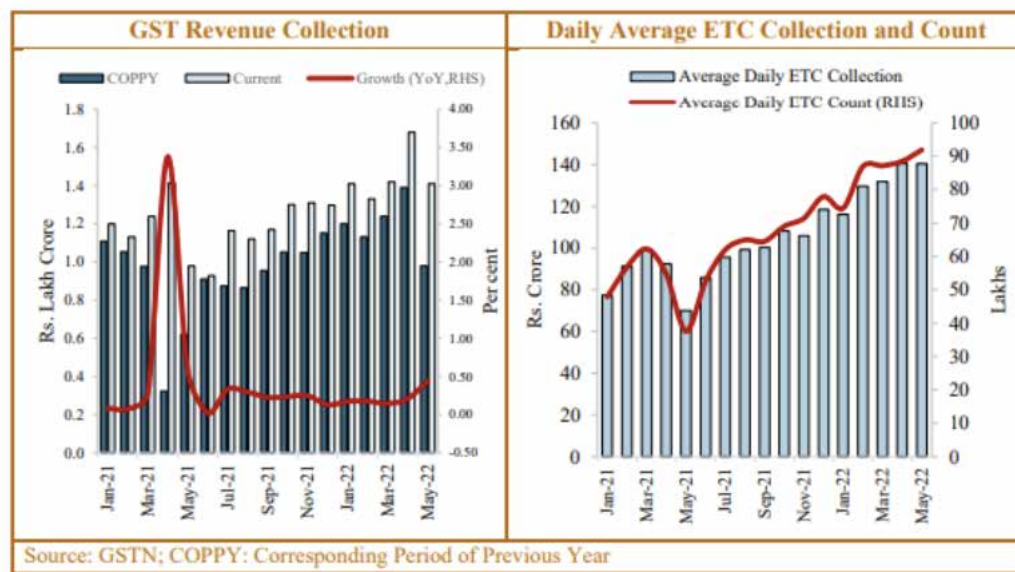 GST Revenue Collection
COPPY
Current
Growth (YoY,RHS)
1.8
1.6
1.4
1.2
1.0
0.8
0.6
0.4
0.2
0.0
Rs. Lakh Crore
4.00
3.50
3.00
2.50
2.00
1.50
1.00
0.50
0.00
-0.50
Per cent
Jan-21
Mar-21
May-21
Jul-21
Sep-21
Nov-21
Jan-22
Mar-22
May-22
Daily Average ETC Collection and Count
Average Daily ETC Collection
Average Daily ETC Count (RHS)
160
140
120
100
80
60
40
20
0
Rs. Crore
100
90
80
70
60
50
40
30
20
10
0
Lakhs
Jan-21
Mar-21
May-21
Jul-21
Sep-21
Nov-21
Jan-22
Mar-22
May-22
Source: GSTN; COPPY: Corresponding Period of Previous Year